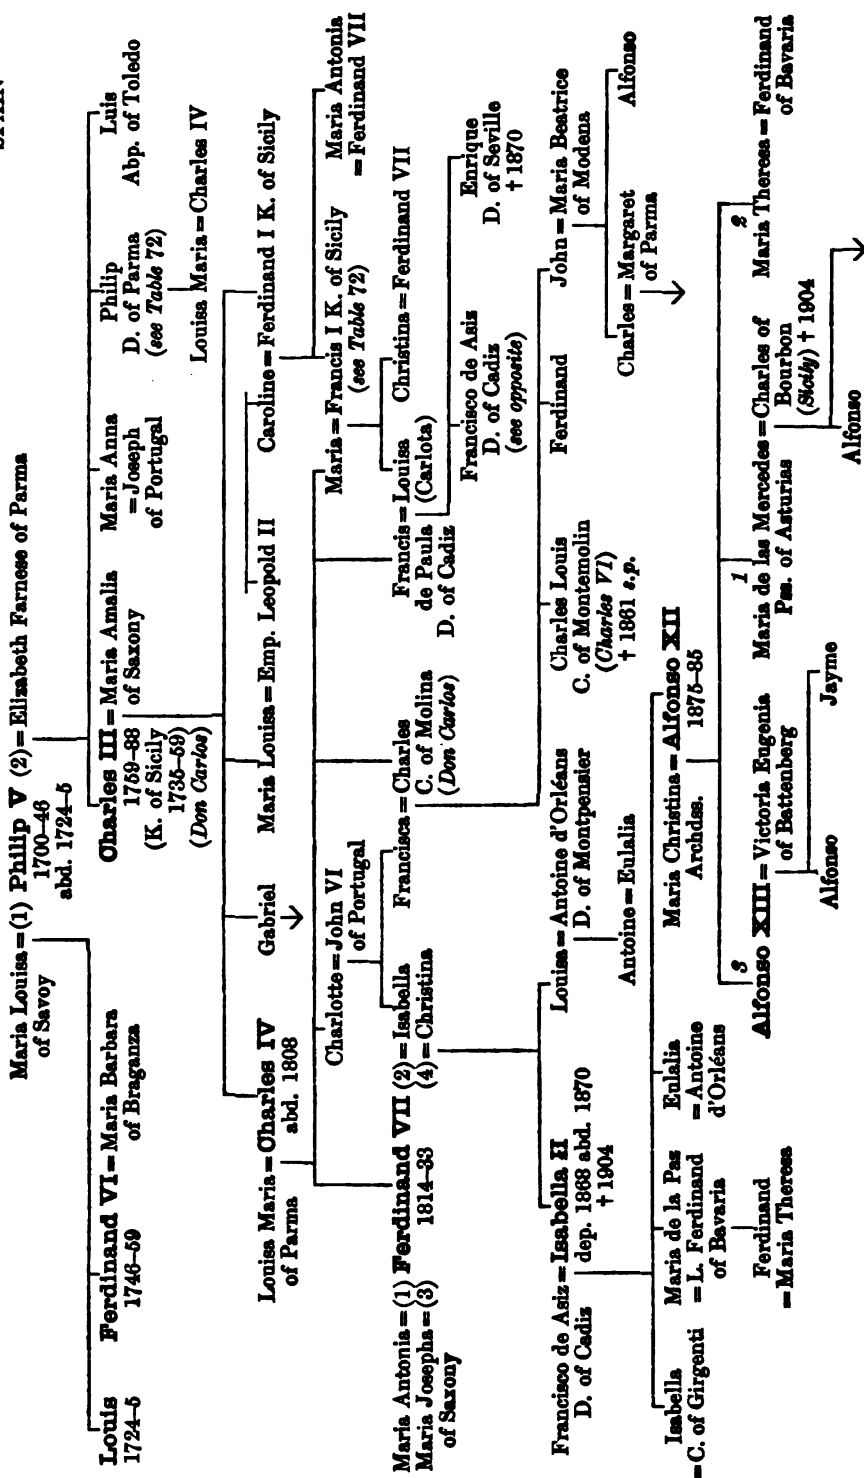 SPAIN
Maria Louisa=(1) Philip V (2)=Elizabeth Farnese of Parma
of Savoy
1700–46
abd. 1724–5
Louis
1724–5
Ferdinand VI=Maria Barbara
1746–59
of Braganza
Charles III=Maria Amalia
1759–88
of Saxony
(K. of Sicily
1735–59)
(Don Carlos)
Maria Anna
=Joseph
of Portugal
Philip
D. of Parma
(see Table 72)
Luis
Abp. of Toledo
Louisa Maria=Charles IV
Louisa Maria=Charles IV
of Parma
abd. 1808
Gabriel
Maria Louisa=Emp. Leopold II
Caroline=Ferdinand I K. of Sicily
Charlotte=John VI
of Portugal
Maria=Francis I K. of Sicily
(see Table 72)
Maria Antonia
=Ferdinand VII
Maria Antonia=(1) Ferdinand VII (2)=Isabella
Maria Josepha=(3)
1814–33
(4)=Christina
of Saxony
Francisca=Charles
C. of Molina
(Don Carlos)
Francis=Louisa
de Paula
(Carlota)
D. of Cadiz
Christina=Ferdinand VII
Francisco de Asiz
D. of Cadiz
(see opposite)
Enrique
D. of Seville
†1870
Francisco de Asiz=Isabella II
D. of Cadiz
dep. 1868 abd. 1870
†1904
Louisa=Antoine d'Orléans
D. of Montpensier
Antoine=Eulalia
Charles Louis
C. of Montemolin
(Charles VI)
†1861 s.p.
Ferdinand
John=Maria Beatrice
of Modena
Charles=Margaret
of Parma
Alfonso
Isabella
=C. of Girgenti
Maria de la Paz
=L. Ferdinand
of Bavaria
Eulalia
=Antoine
d'Orléans
Maria Christina=Alfonso XII
Archdss.
1875–85
Ferdinand
=Maria Theresa
3
1
2
Alfonso XIII=Victoria Eugenia
of Battenberg
Maria de las Mercedes=Charles of
Pss. of Asturias
Bourbon
(Sicily) †1904
Maria Theresa=Ferdinand
of Bavaria
Alfonso
Jayme
Alfonso